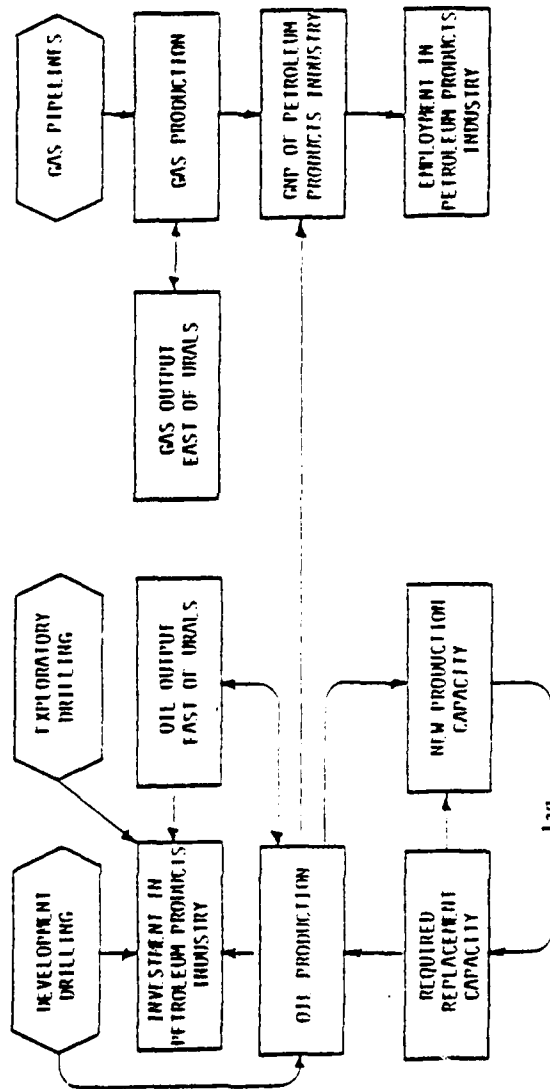 DEVELOPMENT
DRILLING
EXPLORATORY
DRILLING
GAS PIPELINES
INVESTMENT IN
PETROLEUM PRODUCTS
INDUSTRY
OIL OUTPUT
EAST OF URALS
GAS OUTPUT
EAST OF URALS
GAS PRODUCTION
OIL PRODUCTION
GNP OF PETROLEUM
PRODUCTS INDUSTRY
REQUIRED
REPLACEMENT
CAPACITY
NEW PRODUCTION
CAPACITY
EMPLOYMENT IN
PETROLEUM PRODUCTS
INDUSTRY